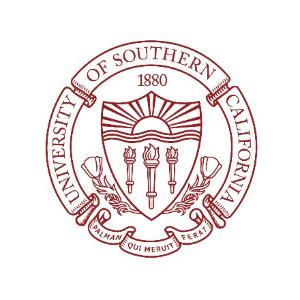 UNIVERSITY OF SOUTHERN CALIFORNIA
1880
PALMAM QUI MERUIT FERAT